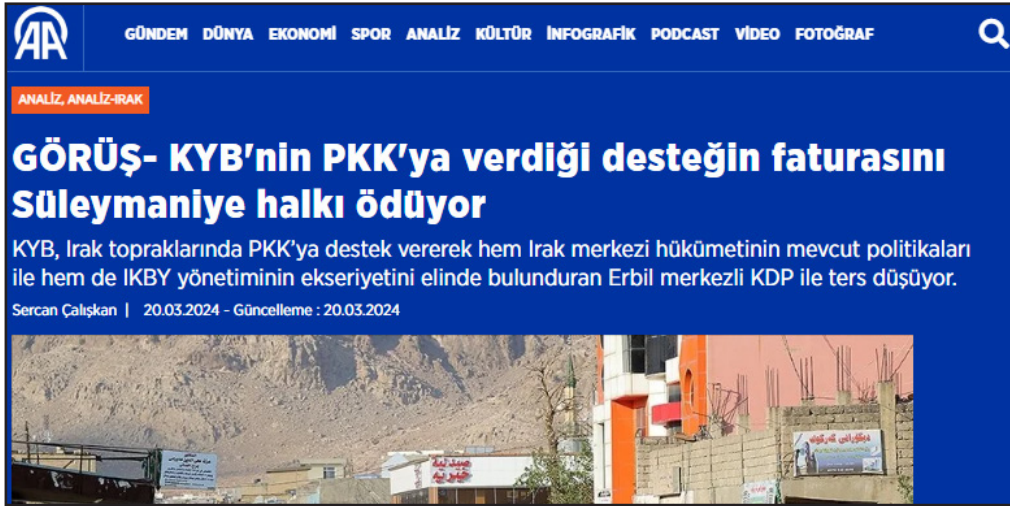 AA
GÜNDEM DÜNYA EKONOMİ SPOR ANALİZ KÜLTÜR İNFOGRAFİK PODCAST VİDEO FOTOĞRAF
ANALİZ, ANALİZ-IRAK
GÖRÜŞ- KYB'nin PKK'ya verdiği desteğin faturasını
Süleymaniye halkı ödüyor
KYB, Irak topraklarında PKK'ya destek vererek hem Irak merkezi hükümetinin mevcut politikaları
ile hem de IKBY yönetiminin ekseriyetini elinde bulunduran Erbil merkezli KDP ile ters düşüyor.
Sercan Çalışkan | 20.03.2024 - Güncelleme : 20.03.2024
صيدلية